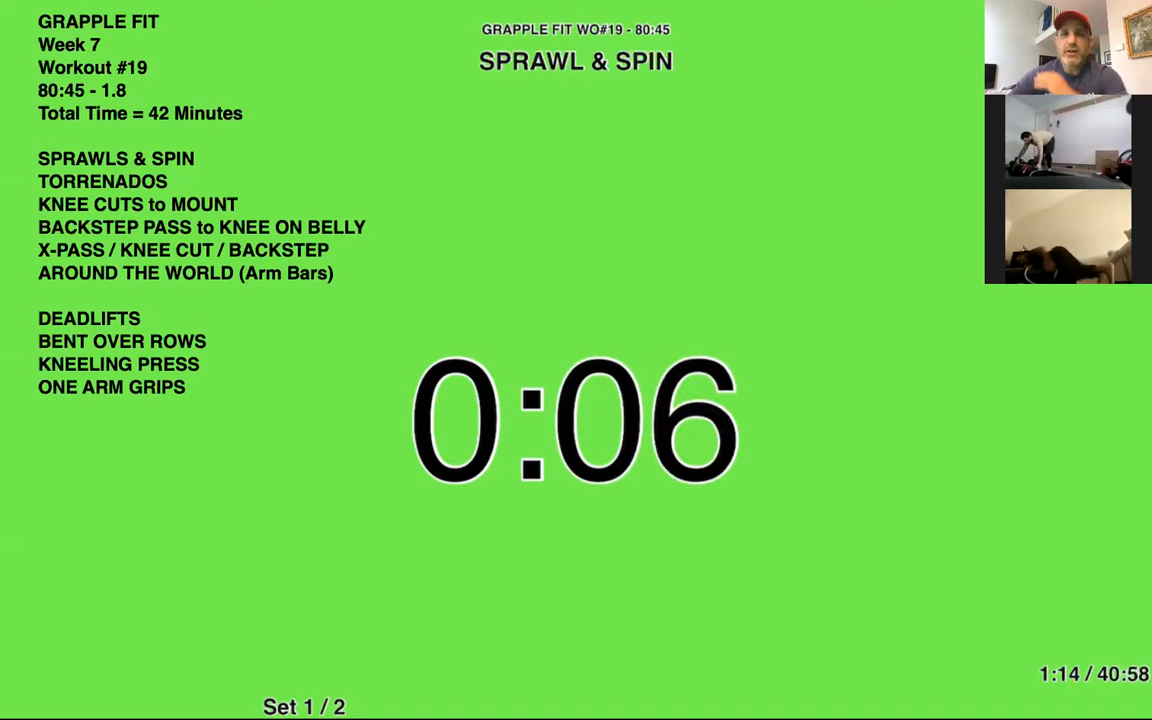 GRAPPLE FIT
Week 7
Workout #19
80:45 - 1.8
Total Time = 42 Minutes
SPRAWLS & SPIN
TORRENADOS
KNEE CUTS to MOUNT
BACKSTEP PASS to KNEE ON BELLY
X-PASS / KNEE CUT / BACKSTEP
AROUND THE WORLD (Arm Bars)
DEADLIFTS
BENT OVER ROWS
KNEELING PRESS
ONE ARM GRIPS
GRAPPLE FIT WO#19 - 80:45
SPRAWL & SPIN
0:06
1:14 / 40:58
Set 1 / 2